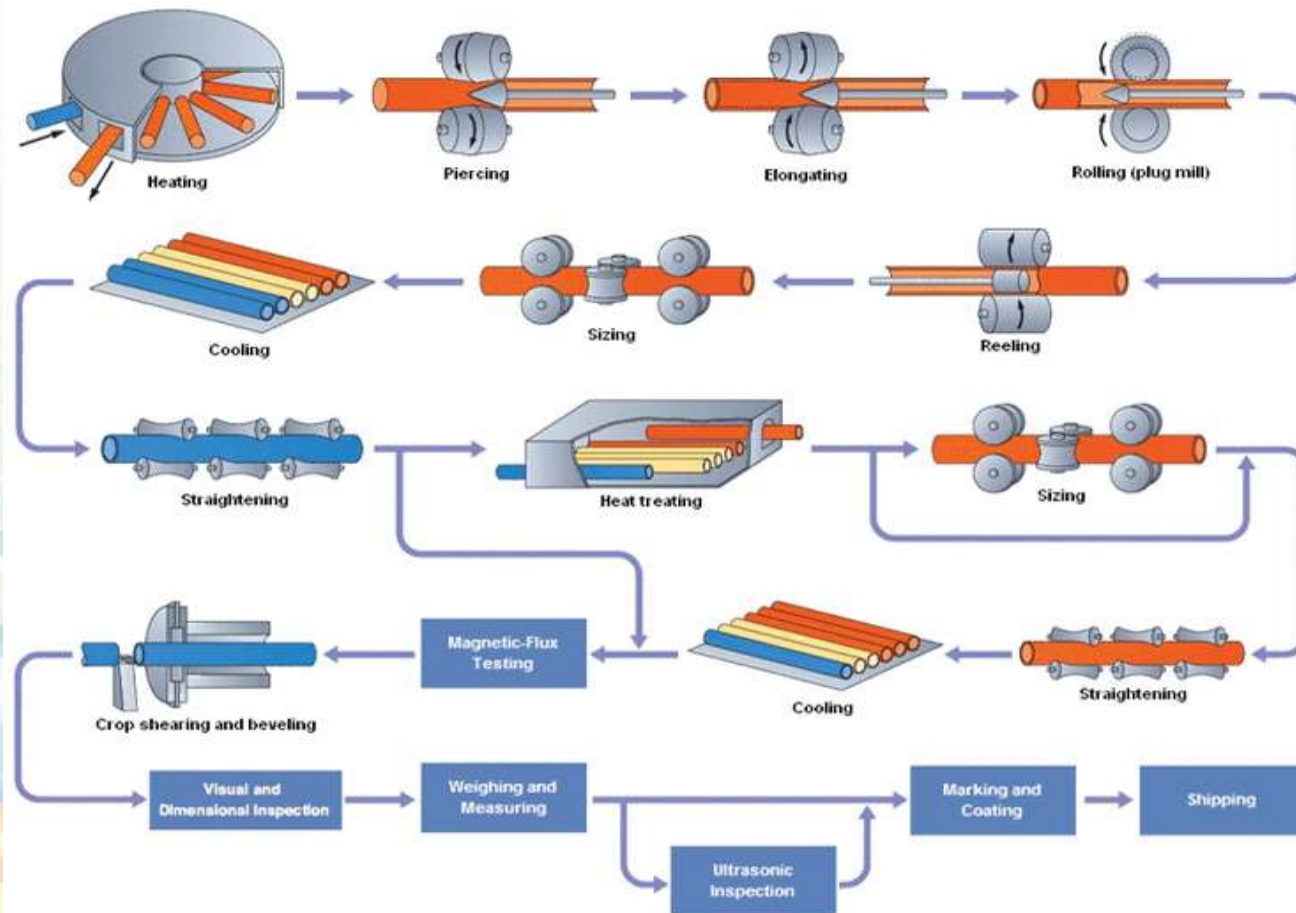 Heating
Piercing
Elongating
Rolling (plug mill)
Cooling
Sizing
Reeling
Straightening
Heat treating
Sizing
Crop shearing and beveling
Magnetic-Flux
Testing
Cooling
Straightening
Visual and
Dimensional Inspection
Weighing and
Measuring
Ultrasonic
Inspection
Marking and
Coating
Shipping